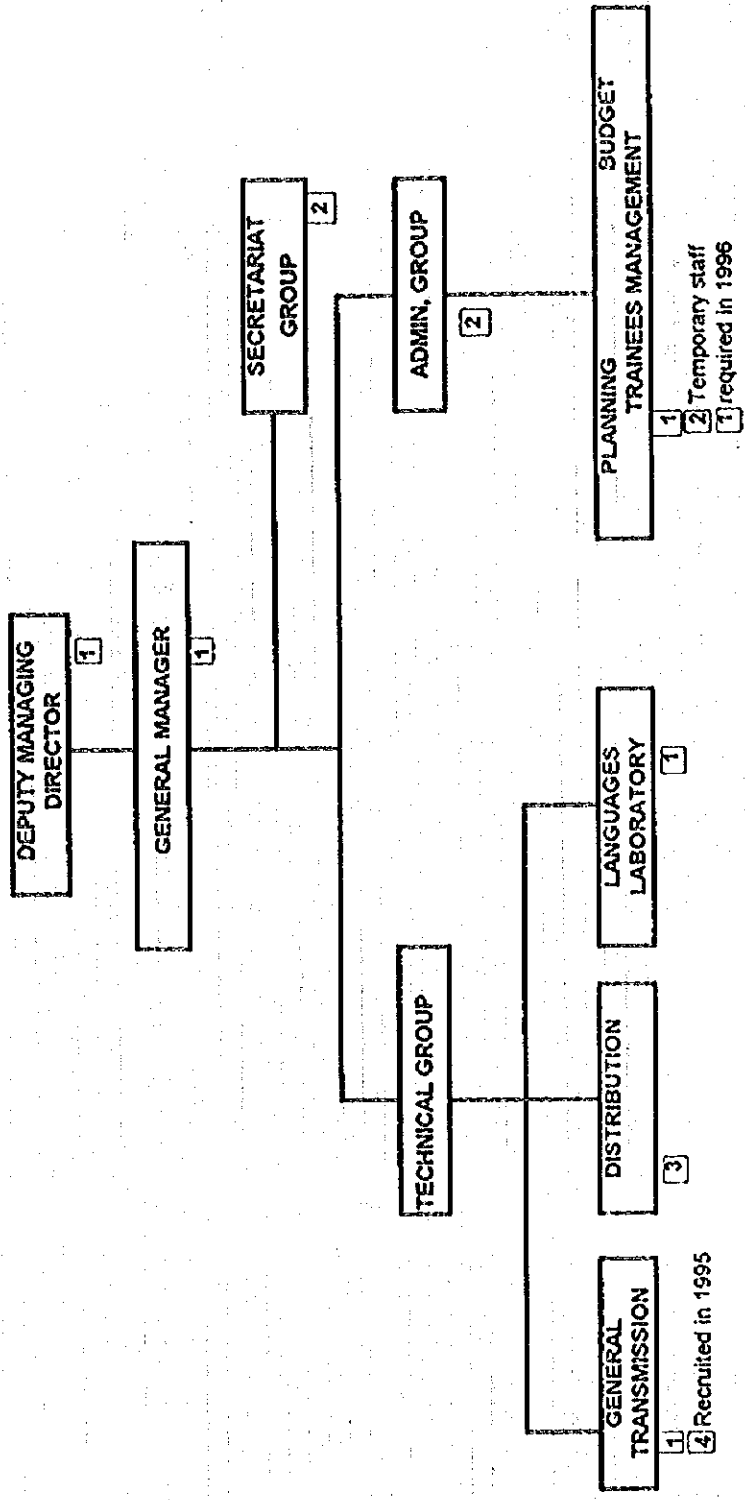 DEPUTY MANAGING
DIRECTOR
1
GENERAL MANAGER
1
SECRETARIAT
GROUP
2
TECHNICAL GROUP
ADMIN, GROUP
2
GENERAL
TRANSMISSION
1
4 Recruited in 1995
DISTRIBUTION
3
LANGUAGES
LABORATORY
1
PLANNING BUDGET
TRAINEES MANAGEMENT
1
2 Temporary staff
1 required in 1996